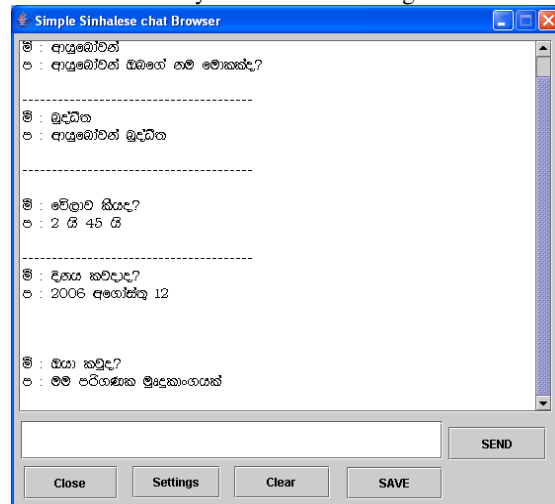 Simple Sinhalese chat Browser
මි : ආයුබෝවන්
ප : ආයුබෝවන් ඔබගේ නම මොකක්ද?
----------------------------------
මි : බුද්ධිත
ප : ආයුබෝවන් බුද්ධිත
----------------------------------
මි : වේලාව කීයද?
ප : 2 යි 45 යි
----------------------------------
මි : දිනය කවදාද?
ප : 2006 අගෝස්තු 12
මි : ඔයා කවුද?
ප : මම පරිගණක මෘදුකාංගයක්
SEND
Close Settings Clear SAVE